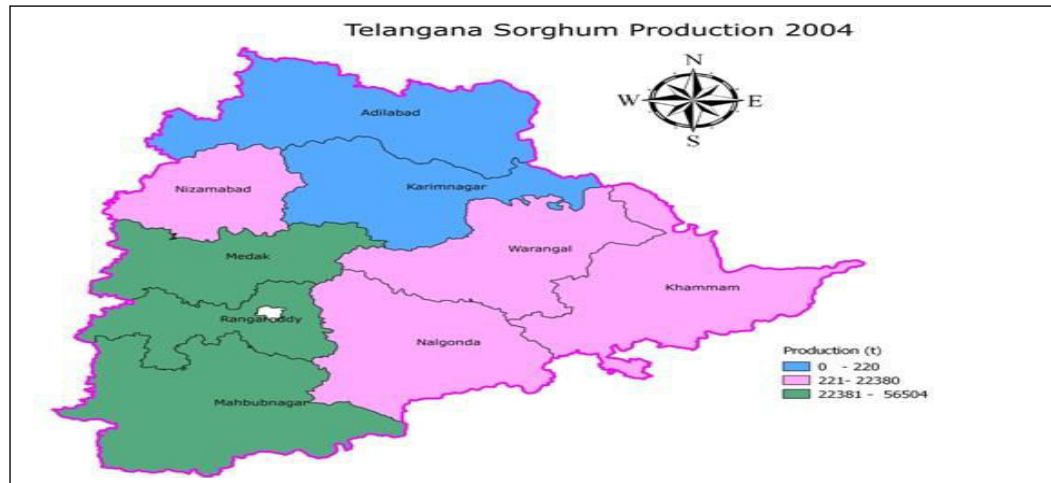 Telangana Sorghum Production 2004
N
W E
S
Adilabad
Nizamabad
Karimnagar
Warangal
Medak
Khammam
Rangareddy
Nalgonda
Mahbubnagar
Production (t)
0 - 220
221- 22380
22381 - 56504